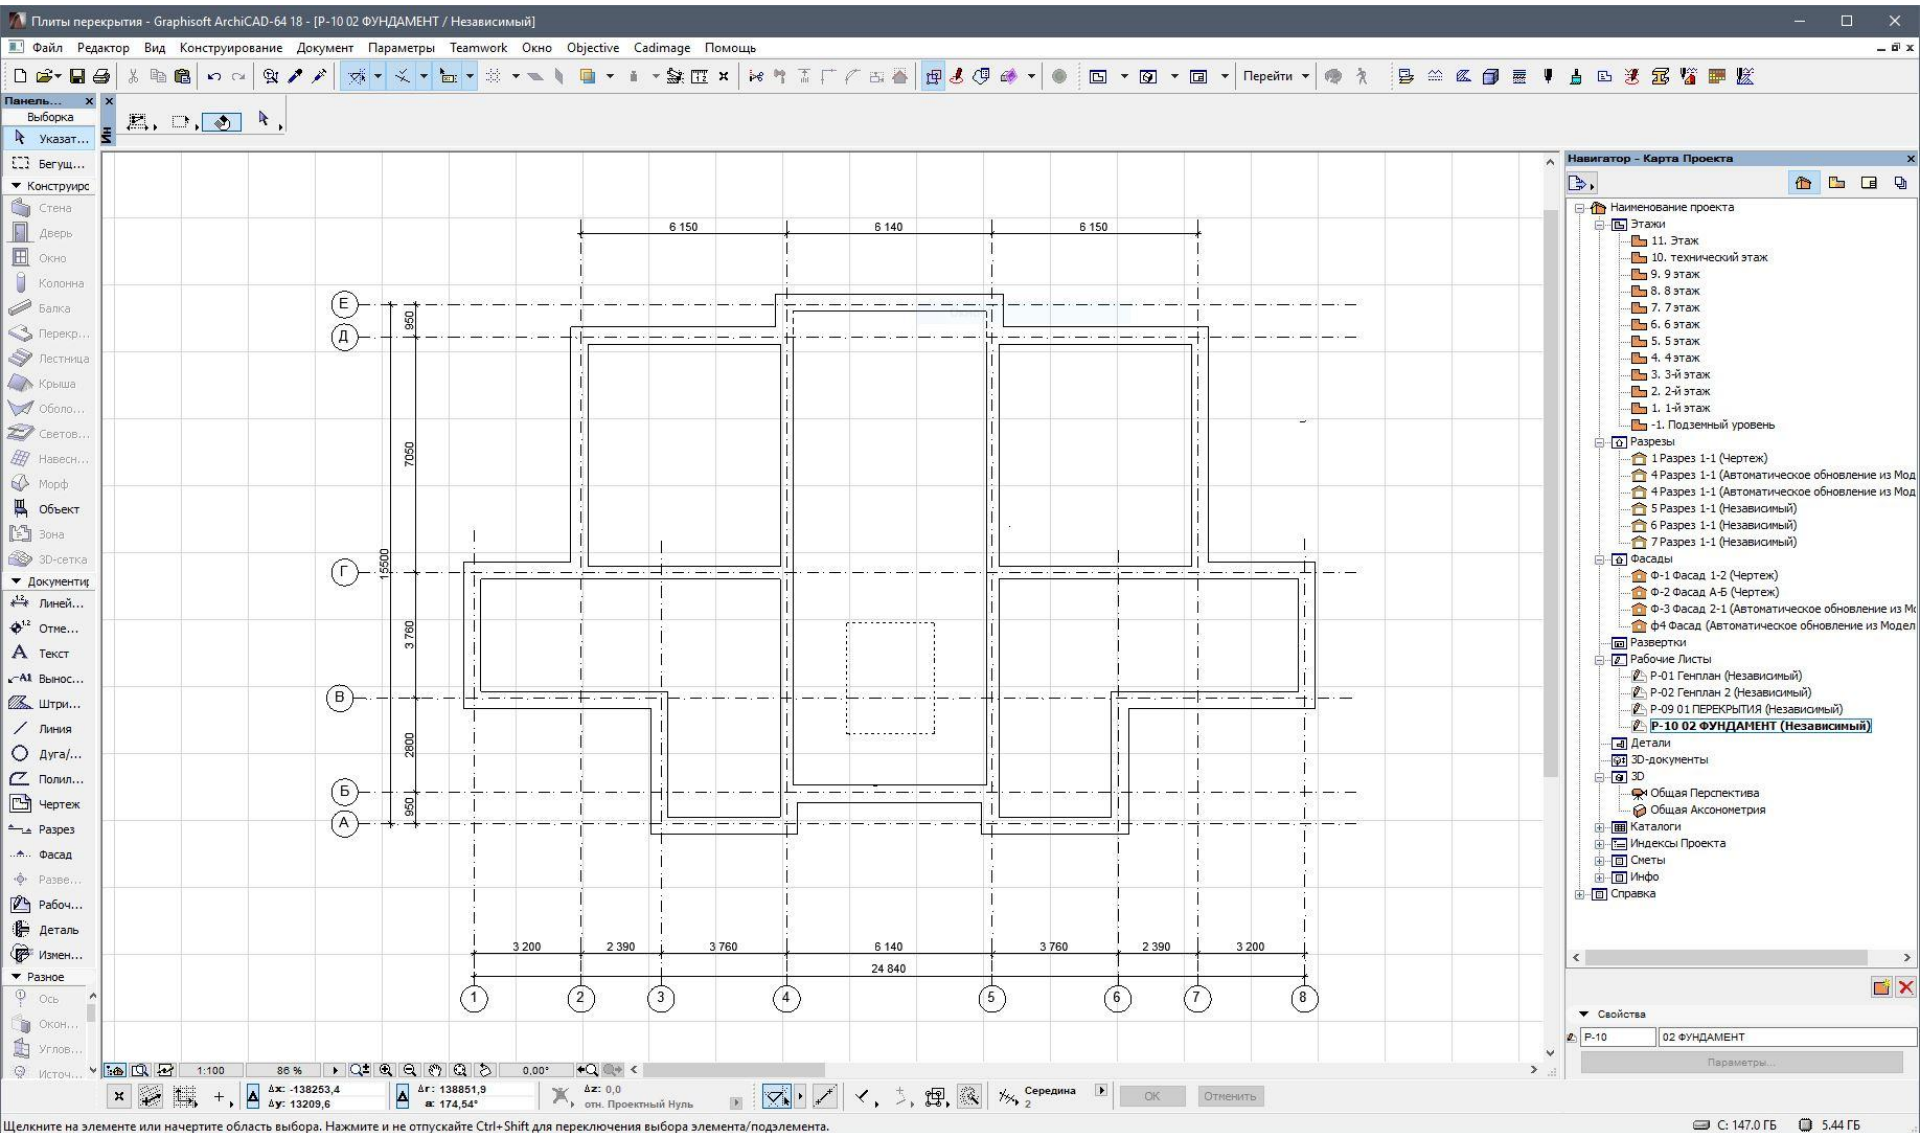 Плиты перекрытия - Graphisoft ArchiCAD-64 18 - [Р-10 02 ФУНДАМЕНТ / Независимый]
Файл Редактор Вид Конструирование Документ Параметры Teamwork Окно Objective Cadimage Помощь
Перейти
Панель...
Выборка
Указат...
Бегущ...
Конструирс
Стена
Дверь
Окно
Колонна
Балка
Перекр...
Лестница
Крыша
Оболо...
Светов...
Навесн...
Морф
Объект
Зона
3D-сетка
Документир
Линей...
Отме...
Текст
Вынос...
Штри...
Линия
Дуга/...
Полил...
Чертеж
Разрез
Фасад
Разве...
Рабоч...
Деталь
Измен...
Разное
Ось
Окон...
Углов...
Источ...
Ин
6 150 6 140 6 150
Е
Д
Г
В
Б
А
950
7050
15500
3 760
2800
950
3 200 2 390 3 760 6 140 3 760 2 390 3 200
24 840
1 2 3 4 5 6 7 8
Навигатор - Карта Проекта
Наименование проекта
Этажи
11. Этаж
10. технический этаж
9. 9 этаж
8. 8 этаж
7. 7 этаж
6. 6 этаж
5. 5 этаж
4. 4 этаж
3. 3-й этаж
2. 2-й этаж
1. 1-й этаж
-1. Подземный уровень
Разрезы
1 Разрез 1-1 (Чертеж)
4 Разрез 1-1 (Автоматическое обновление из Мод
4 Разрез 1-1 (Автоматическое обновление из Мод
5 Разрез 1-1 (Независимый)
6 Разрез 1-1 (Независимый)
7 Разрез 1-1 (Независимый)
Фасады
Ф-1 Фасад 1-2 (Чертеж)
Ф-2 Фасад А-Б (Чертеж)
Ф-3 Фасад 2-1 (Автоматическое обновление из Мо
ф4 Фасад (Автоматическое обновление из Модел
Развертки
Рабочие Листы
Р-01 Генплан (Независимый)
Р-02 Генплан 2 (Независимый)
Р-09 01 ПЕРЕКРЫТИЯ (Независимый)
Р-10 02 ФУНДАМЕНТ (Независимый)
Детали
3D-документы
3D
Общая Перспектива
Общая Аксонометрия
Каталоги
Индексы Проекта
Сметы
Инфо
Справка
Свойства
Р-10 02 ФУНДАМЕНТ
Параметры...
1:100 86 % 0,00°
Δx: -138253,4 Δr: 138851,9 Δz: 0,0 Середина
Δy: 13209,6 a: 174,54° отн. Проектный Нуль 2
OK Отменить
Щелкните на элементе или начертите область выбора. Нажмите и не отпускайте Ctrl+Shift для переключения выбора элемента/подэлемента.
C: 147.0 ГБ 5.44 ГБ